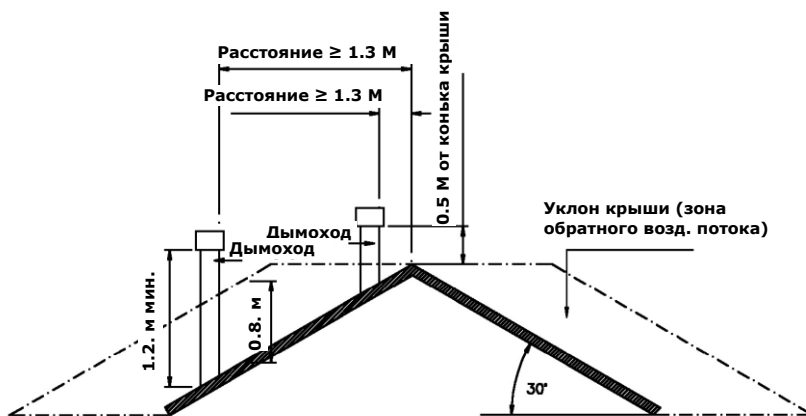 Расстояние ≥ 1.3 М
Расстояние ≥ 1.3 М
0.5 М от конька крыши
Уклон крыши (зона
обратного возд. потока)
Дымоход
Дымоход
1.2. м мин.
0.8. м
30°